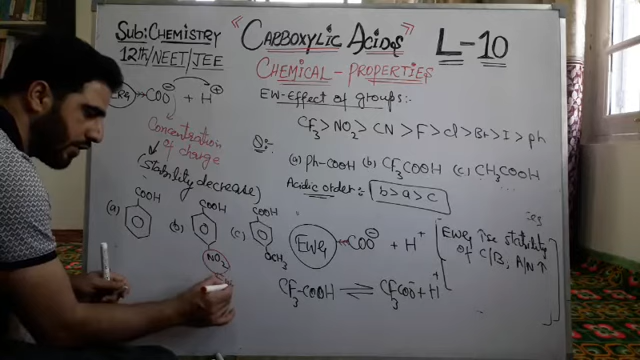 Sub: CHEMISTRY
12th/NEET/JEE
"CARBOXYLIC ACIDS" L-10
CHEMICAL - PROPERTIES
EW-Effect of groups:-
CF3 > NO2 > CN > F > Cl > Br > I > ph
COO⊖ + H⊕
Concentration
of charge
(stability decrease)
Q:- (a) Ph-COOH (b) CF3COOH (c) CH3COOH
Acidic order:- b>a>c
(a) COOH
(b) COOH
NO2
(c) COOH
OCH3
EWG COO⊖ + H+
EWG ↑se stability
of C/B, A/N ↑
CF3-COOH ⇌ CF3COO- + H+